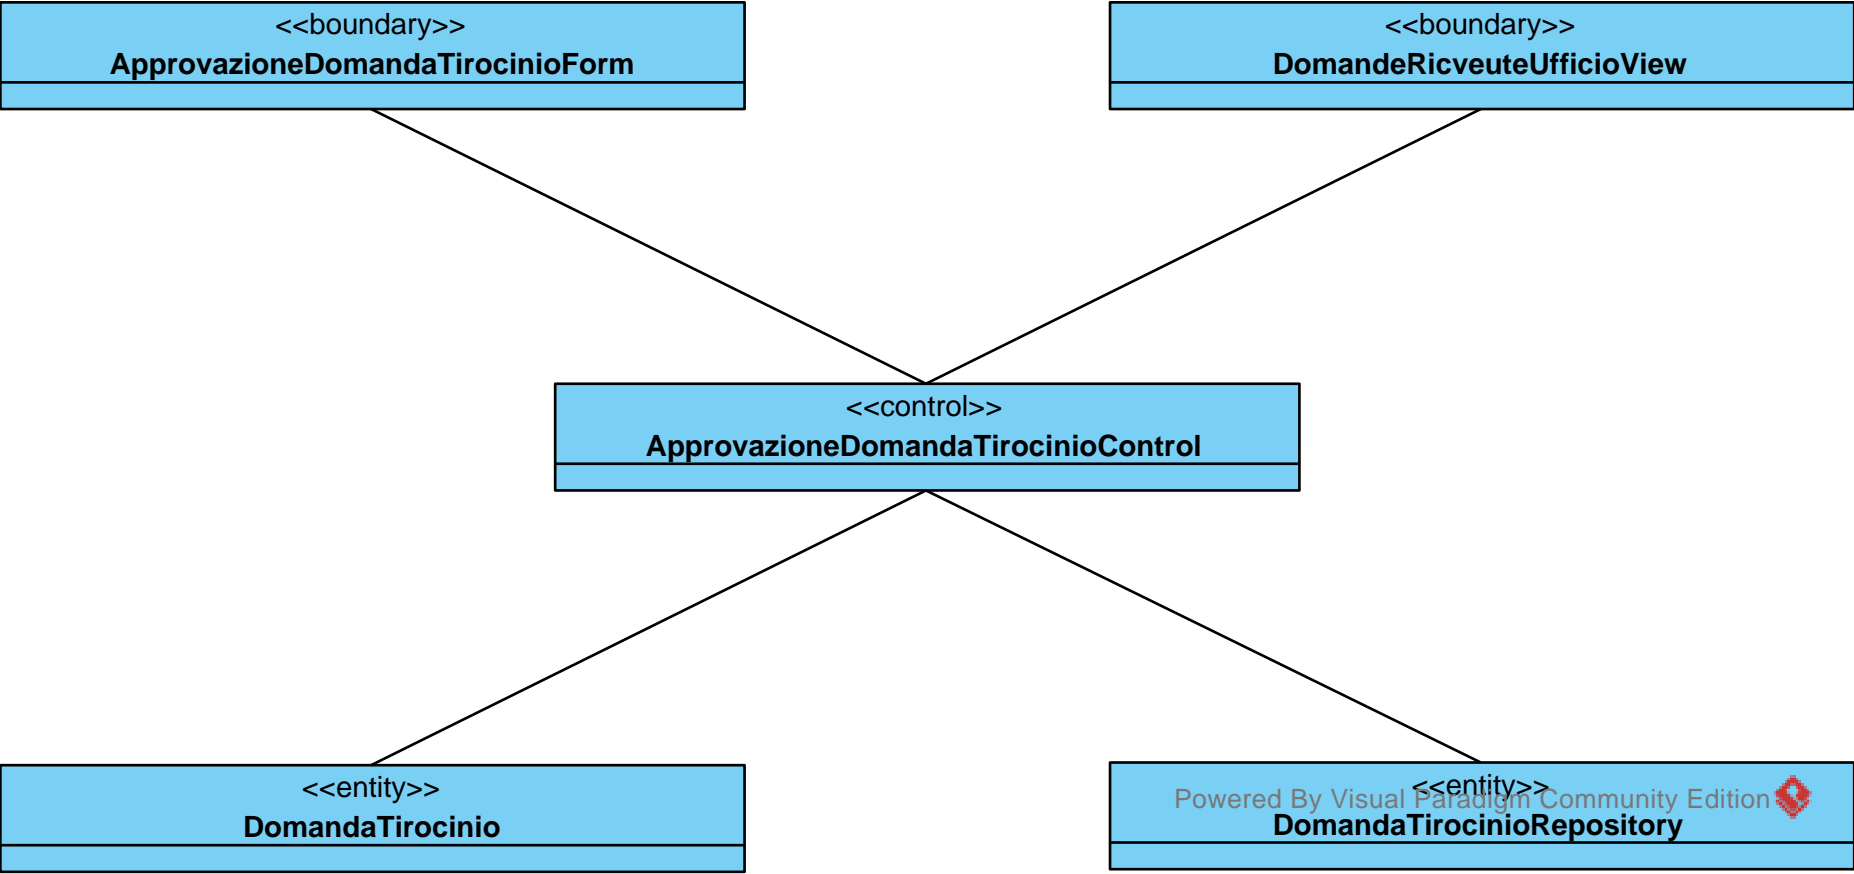 <<boundary>>
ApprovazioneDomandaTirocinioForm
<<boundary>>
DomandeRicveuteUfficioView
<<control>>
ApprovazioneDomandaTirocinioControl
<<entity>>
DomandaTirocinio
<<entity>>
Powered By Visual Paradigm Community Edition
DomandaTirocinioRepository